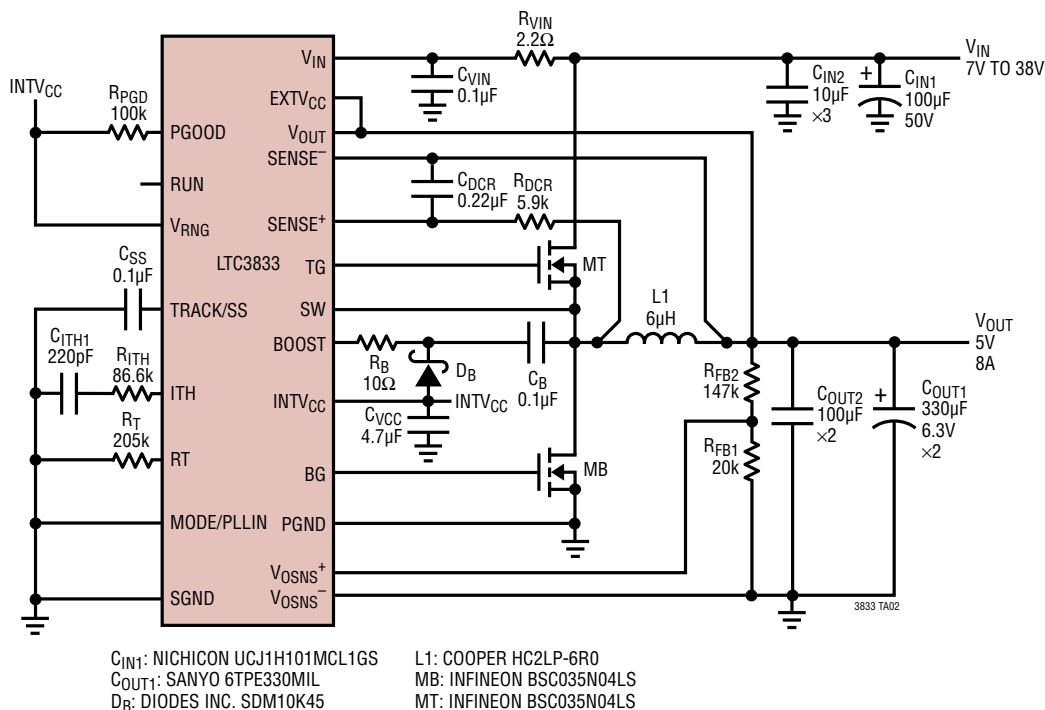 INTVCC
RPGD
100k
PGOOD
RUN
VRNG
CSS
0.1µF
LTC3833
TRACK/SS
CITH1
220pF
RITH
86.6k
ITH
RT
205k
RT
MODE/PLLIN
SGND
VIN
EXTVCC
VOUT
SENSE–
SENSE+
TG
SW
BOOST
INTVCC
BG
PGND
VOSNS+
VOSNS–
RVIN
2.2Ω
CVIN
0.1µF
CDCR
0.22µF
RDCR
5.9k
MT
RB
10Ω
DB
CB
0.1µF
INTVCC
CVCC
4.7µF
MB
L1
6µH
CIN2
10µF
×3
+
CIN1
100µF
50V
VIN
7V TO 38V
VOUT
5V
8A
RFB2
147k
RFB1
20k
COUT2
100µF
×2
+
COUT1
330µF
6.3V
×2
3833 TA02
CIN1: NICHICON UCJ1H101MCL1GS
COUT1: SANYO 6TPE330MIL
DB: DIODES INC. SDM10K45
L1: COOPER HC2LP-6R0
MB: INFINEON BSC035N04LS
MT: INFINEON BSC035N04LS